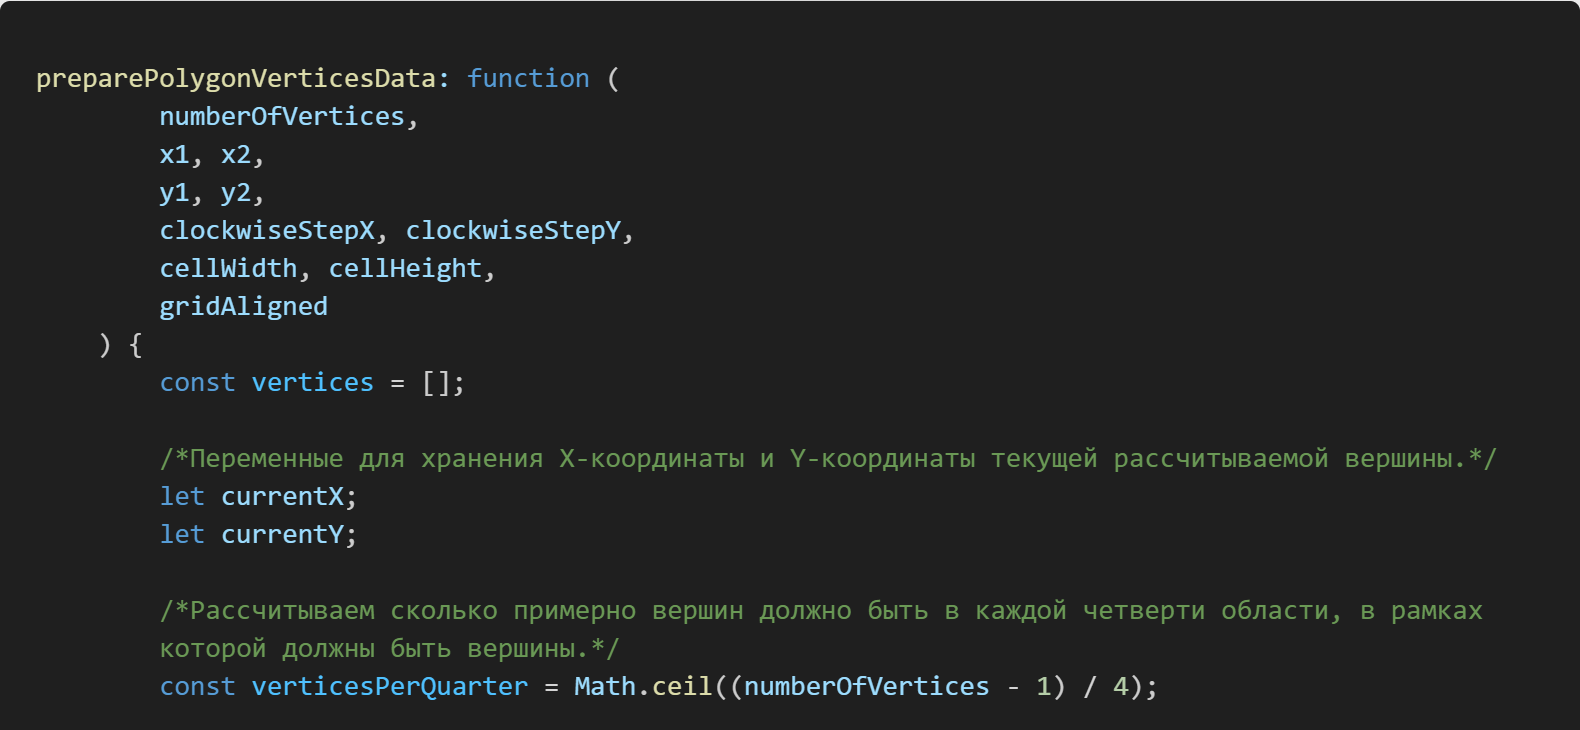 preparePolygonVerticesData: function (
numberOfVertices,
x1, x2,
y1, y2,
clockwiseStepX, clockwiseStepY,
cellWidth, cellHeight,
gridAligned
) {
const vertices = [];
/*Переменные для хранения X-координаты и Y-координаты текущей рассчитываемой вершины.*/
let currentX;
let currentY;
/*Рассчитываем сколько примерно вершин должно быть в каждой четверти области, в рамках
которой должны быть вершины.*/
const verticesPerQuarter = Math.ceil((numberOfVertices - 1) / 4);